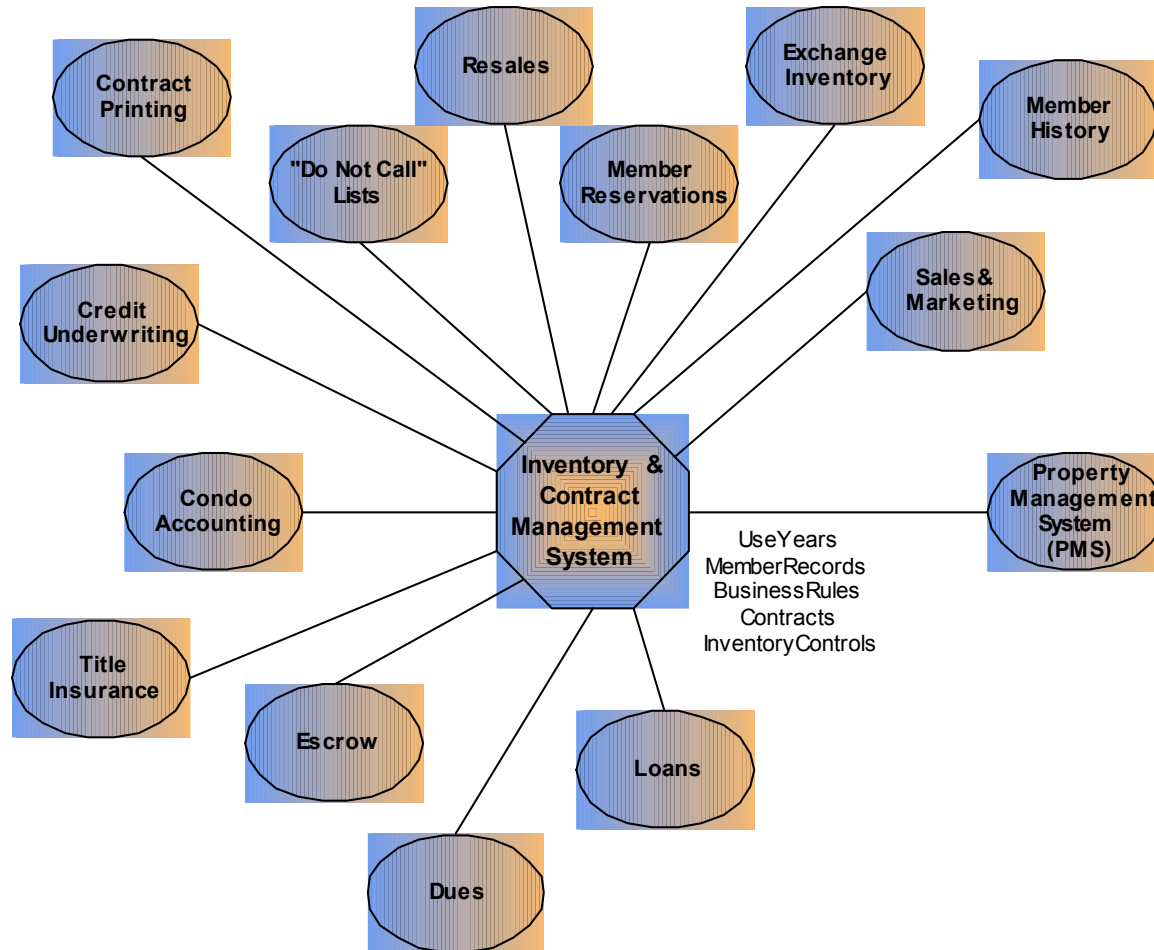 Contract
Printing
Resales
Exchange
Inventory
Member
History
"Do Not Call"
Lists
Member
Reservations
Sales&
Marketing
Credit
Underwriting
Inventory &
Contract
Management
System
Condo
Accounting
Property
Management
System
(PMS)
UseYears
MemberRecords
BusinessRules
Contracts
InventoryControls
Title
Insurance
Escrow
Loans
Dues